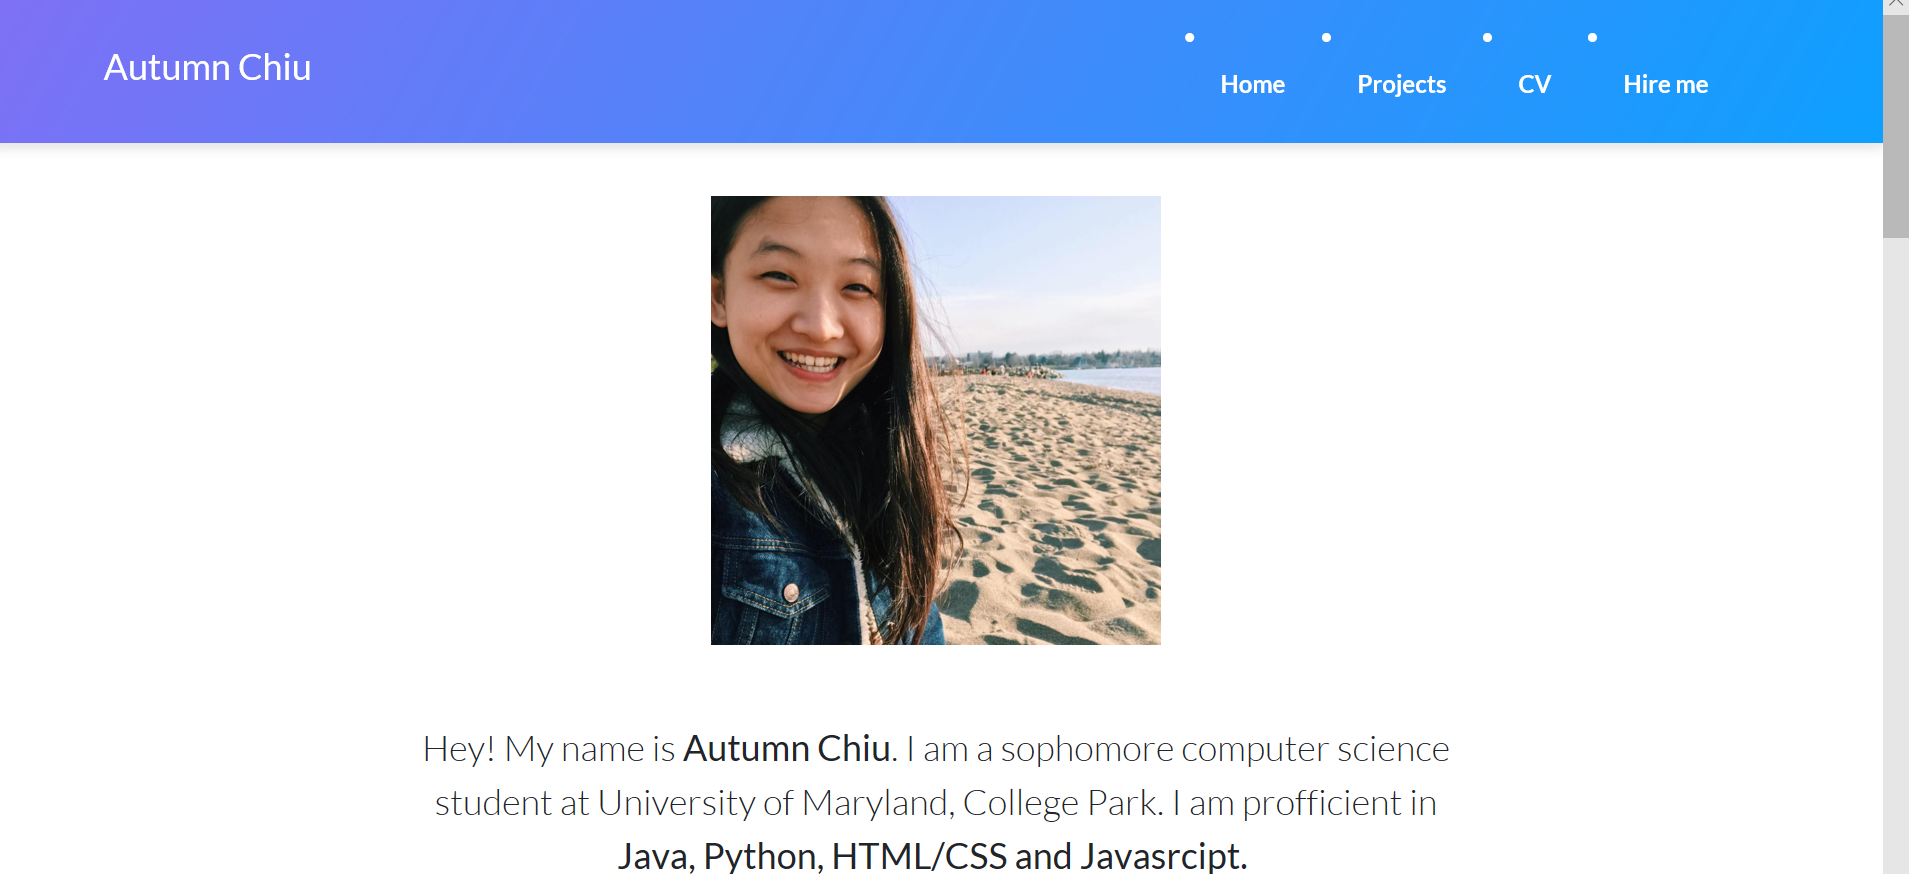 Autumn Chiu
Home Projects CV Hire me
Hey! My name is Autumn Chiu. I am a sophomore computer science
student at University of Maryland, College Park. I am profficient in
Java, Python, HTML/CSS and Javasrcipt.